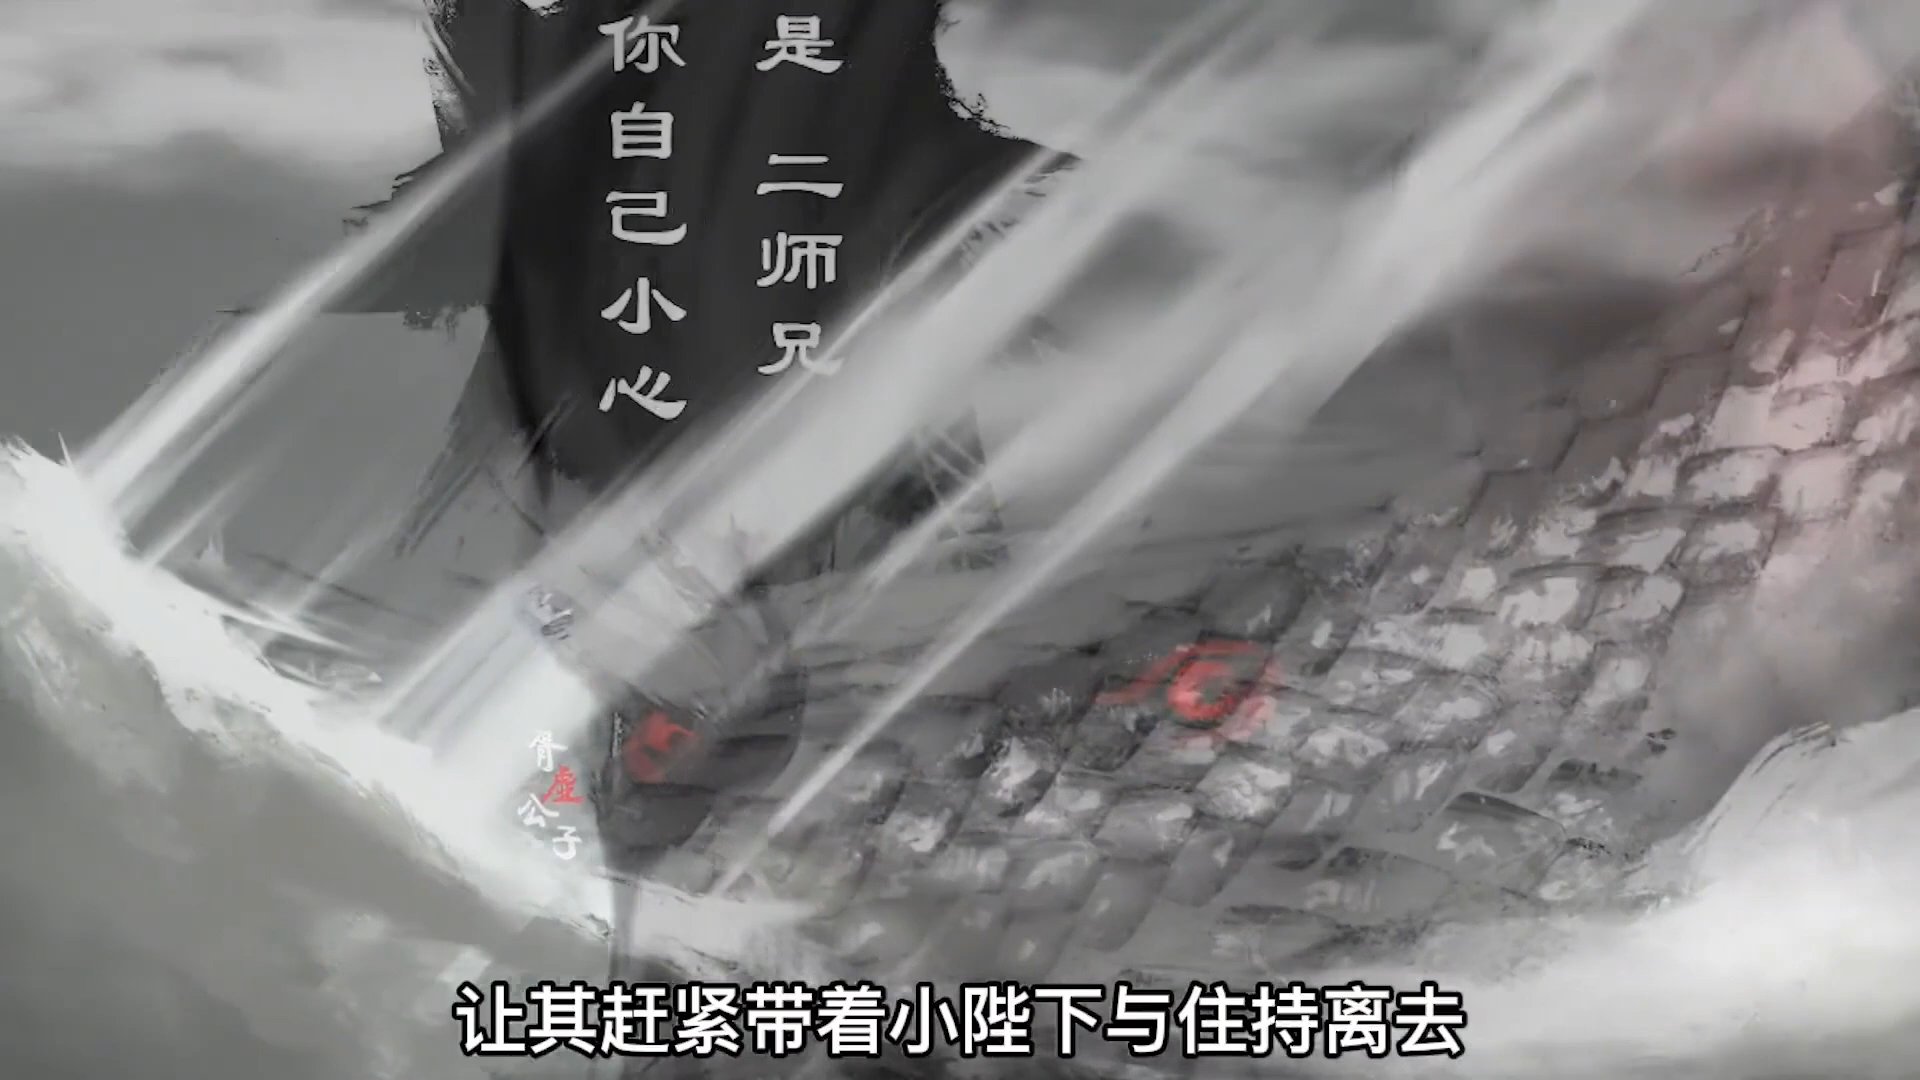 是 二师兄
你自己小心
骨虚公子
让其赶紧带着小陛下与住持离去